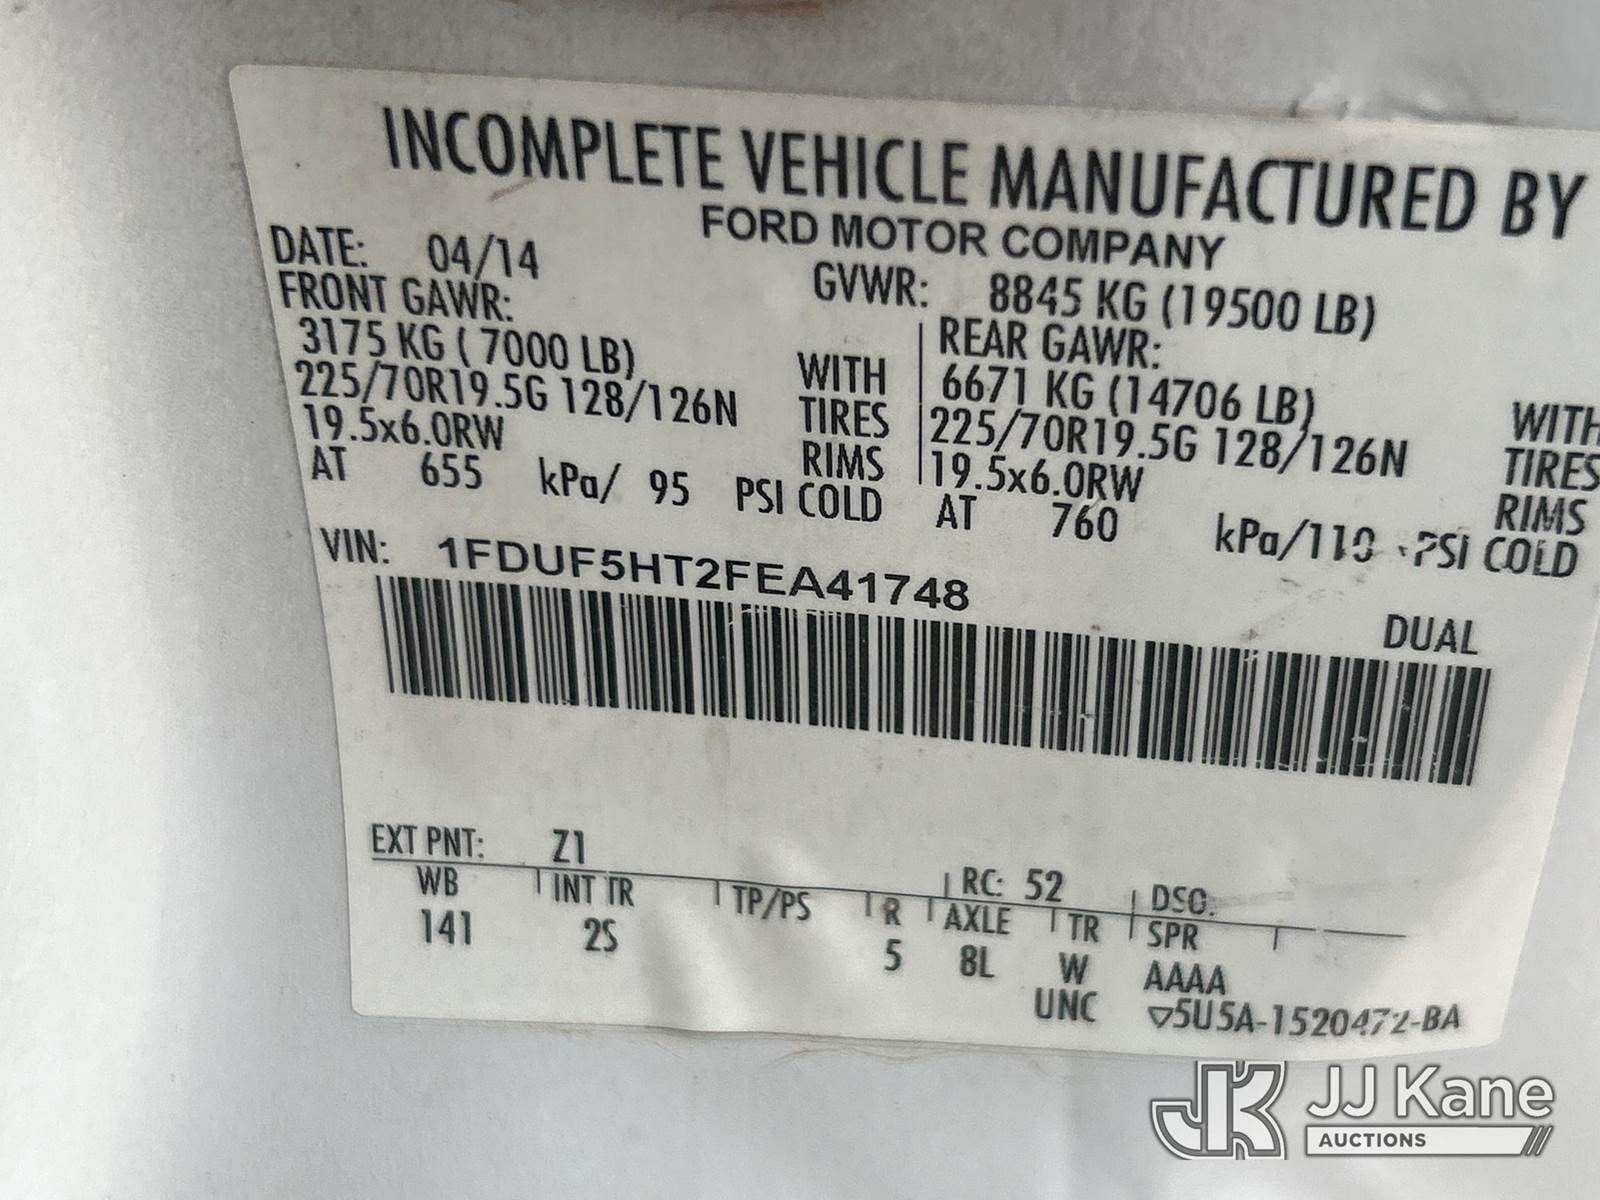 INCOMPLETE VEHICLE MANUFACTURED BY
FORD MOTOR COMPANY
DATE: 04/14
GVWR: 8845 KG (19500 LB)
FRONT GAWR:
3175 KG ( 7000 LB)
225/70R19.5G 128/126N
19.5x6.0RW
AT 655 kPa/ 95 PSI COLD
WITH
TIRES
RIMS
REAR GAWR:
6671 KG (14706 LB)
225/70R19.5G 128/126N
19.5x6.0RW
AT 760 kPa/110 PSI COLD
WITH
TIRES
RIMS
VIN: 1FDUF5HT2FEA41748
DUAL
EXT PNT: Z1 RC: 52 DSO:
WB INT TR TP/PS R AXLE TR SPR
141 2S 5 8L W AAAA
UNC ▽5U5A-1520472-BA
JJ Kane
AUCTIONS